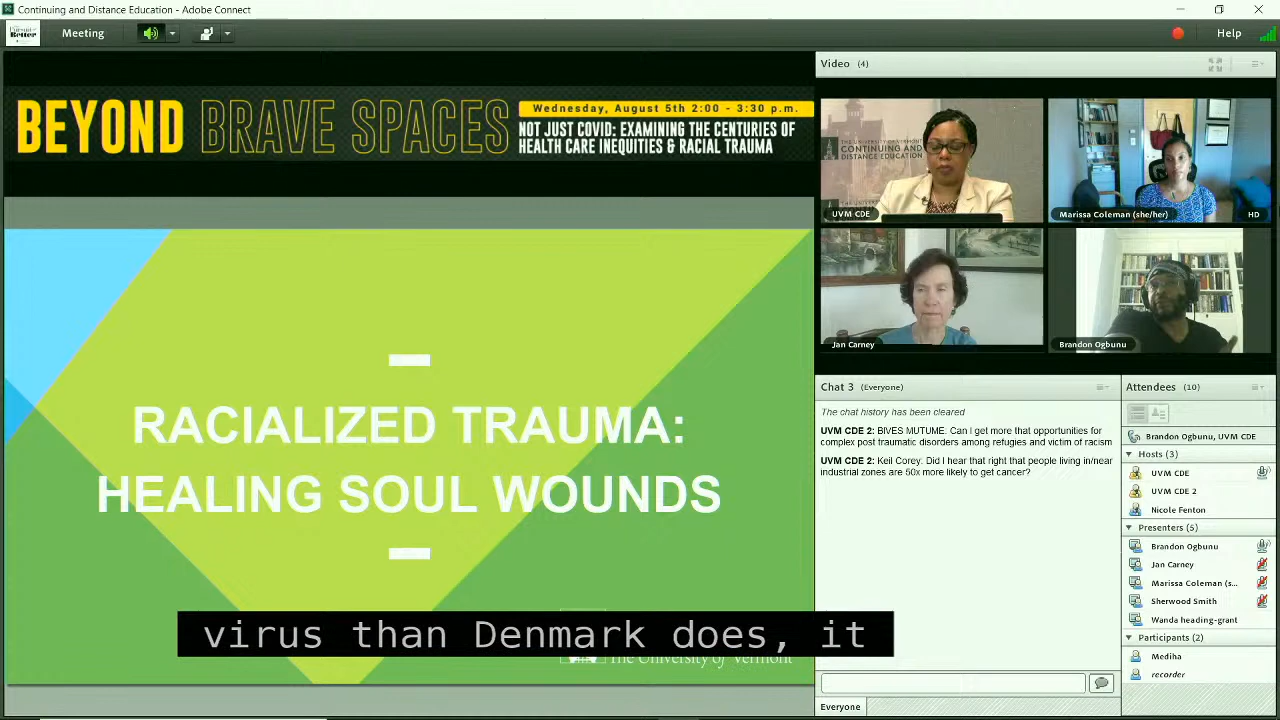 Continuing and Distance Education - Adobe Connect
Meeting
Help
BEYOND BRAVE SPACES
Wednesday, August 5th 2:00 - 3:30 p.m.
NOT JUST COVID: EXAMINING THE CENTURIES OF
HEALTH CARE INEQUITIES & RACIAL TRAUMA
RACIALIZED TRAUMA:
HEALING SOUL WOUNDS
virus than Denmark does, it
The University of Vermont
Video (4)
CONTINUING AND
DISTANCE EDUCATION
UVM CDE
Marissa Coleman (she/her)
HD
Jan Carney
Brandon Ogbunu
Chat 3 (Everyone)
The chat history has been cleared
UVM CDE 2: BIVES MUTUME. Can I get more that opportunities for
complex post traumatic disorders among refugies and victim of racism
UVM CDE 2: Keil Corey: Did I hear that right that people living in/near
industrial zones are 50x more likely to get cancer?
Everyone
Attendees (10)
Brandon Ogbunu, UVM CDE
Hosts (3)
UVM CDE
UVM CDE 2
Nicole Fenton
Presenters (5)
Brandon Ogbunu
Jan Carney
Marissa Coleman (s...
Sherwood Smith
Wanda heading-grant
Participants (2)
Mediha
recorder